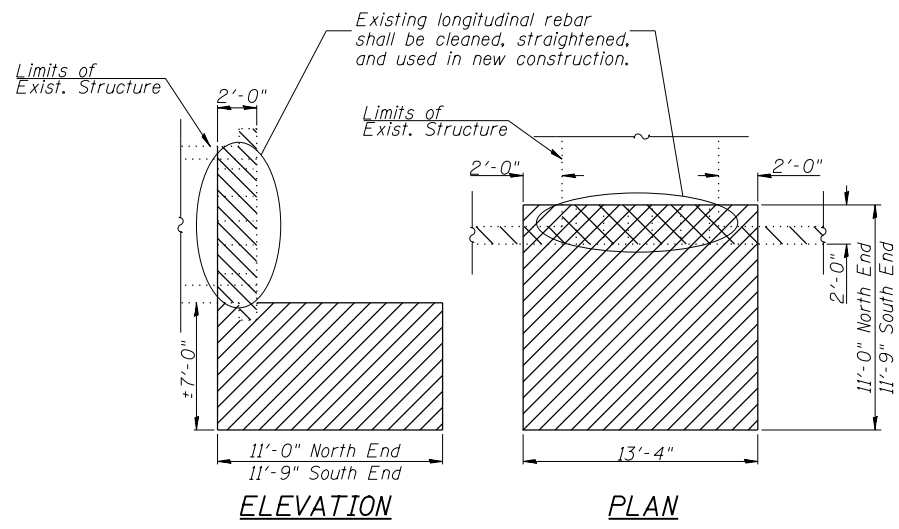 Existing longitudinal rebar
shall be cleaned, straightened,
and used in new construction.
Limits of
Exist. Structure
2'-0"
Limits of
Exist. Structure
2'-0"
2'-0"
2'-0"
11'-0" North End
11'-9" South End
±7'-0"
11'-0" North End
11'-9" South End
13'-4"
ELEVATION
PLAN